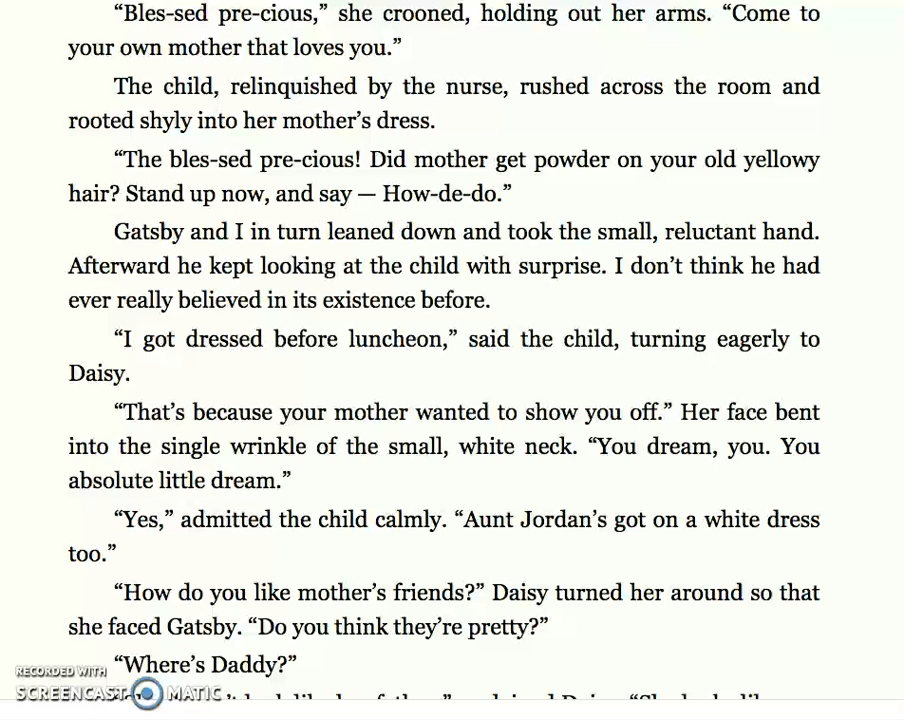 “Bles-sed pre-cious,” she crooned, holding out her arms. “Come to
your own mother that loves you.”
The child, relinquished by the nurse, rushed across the room and
rooted shyly into her mother’s dress.
“The bles-sed pre-cious! Did mother get powder on your old yellowy
hair? Stand up now, and say — How-de-do.”
Gatsby and I in turn leaned down and took the small, reluctant hand.
Afterward he kept looking at the child with surprise. I don’t think he had
ever really believed in its existence before.
“I got dressed before luncheon,” said the child, turning eagerly to
Daisy.
“That’s because your mother wanted to show you off.” Her face bent
into the single wrinkle of the small, white neck. “You dream, you. You
absolute little dream.”
“Yes,” admitted the child calmly. “Aunt Jordan’s got on a white dress
too.”
“How do you like mother’s friends?” Daisy turned her around so that
she faced Gatsby. “Do you think they’re pretty?”
“Where’s Daddy?”
RECORDED WITH
SCREENCAST MATIC